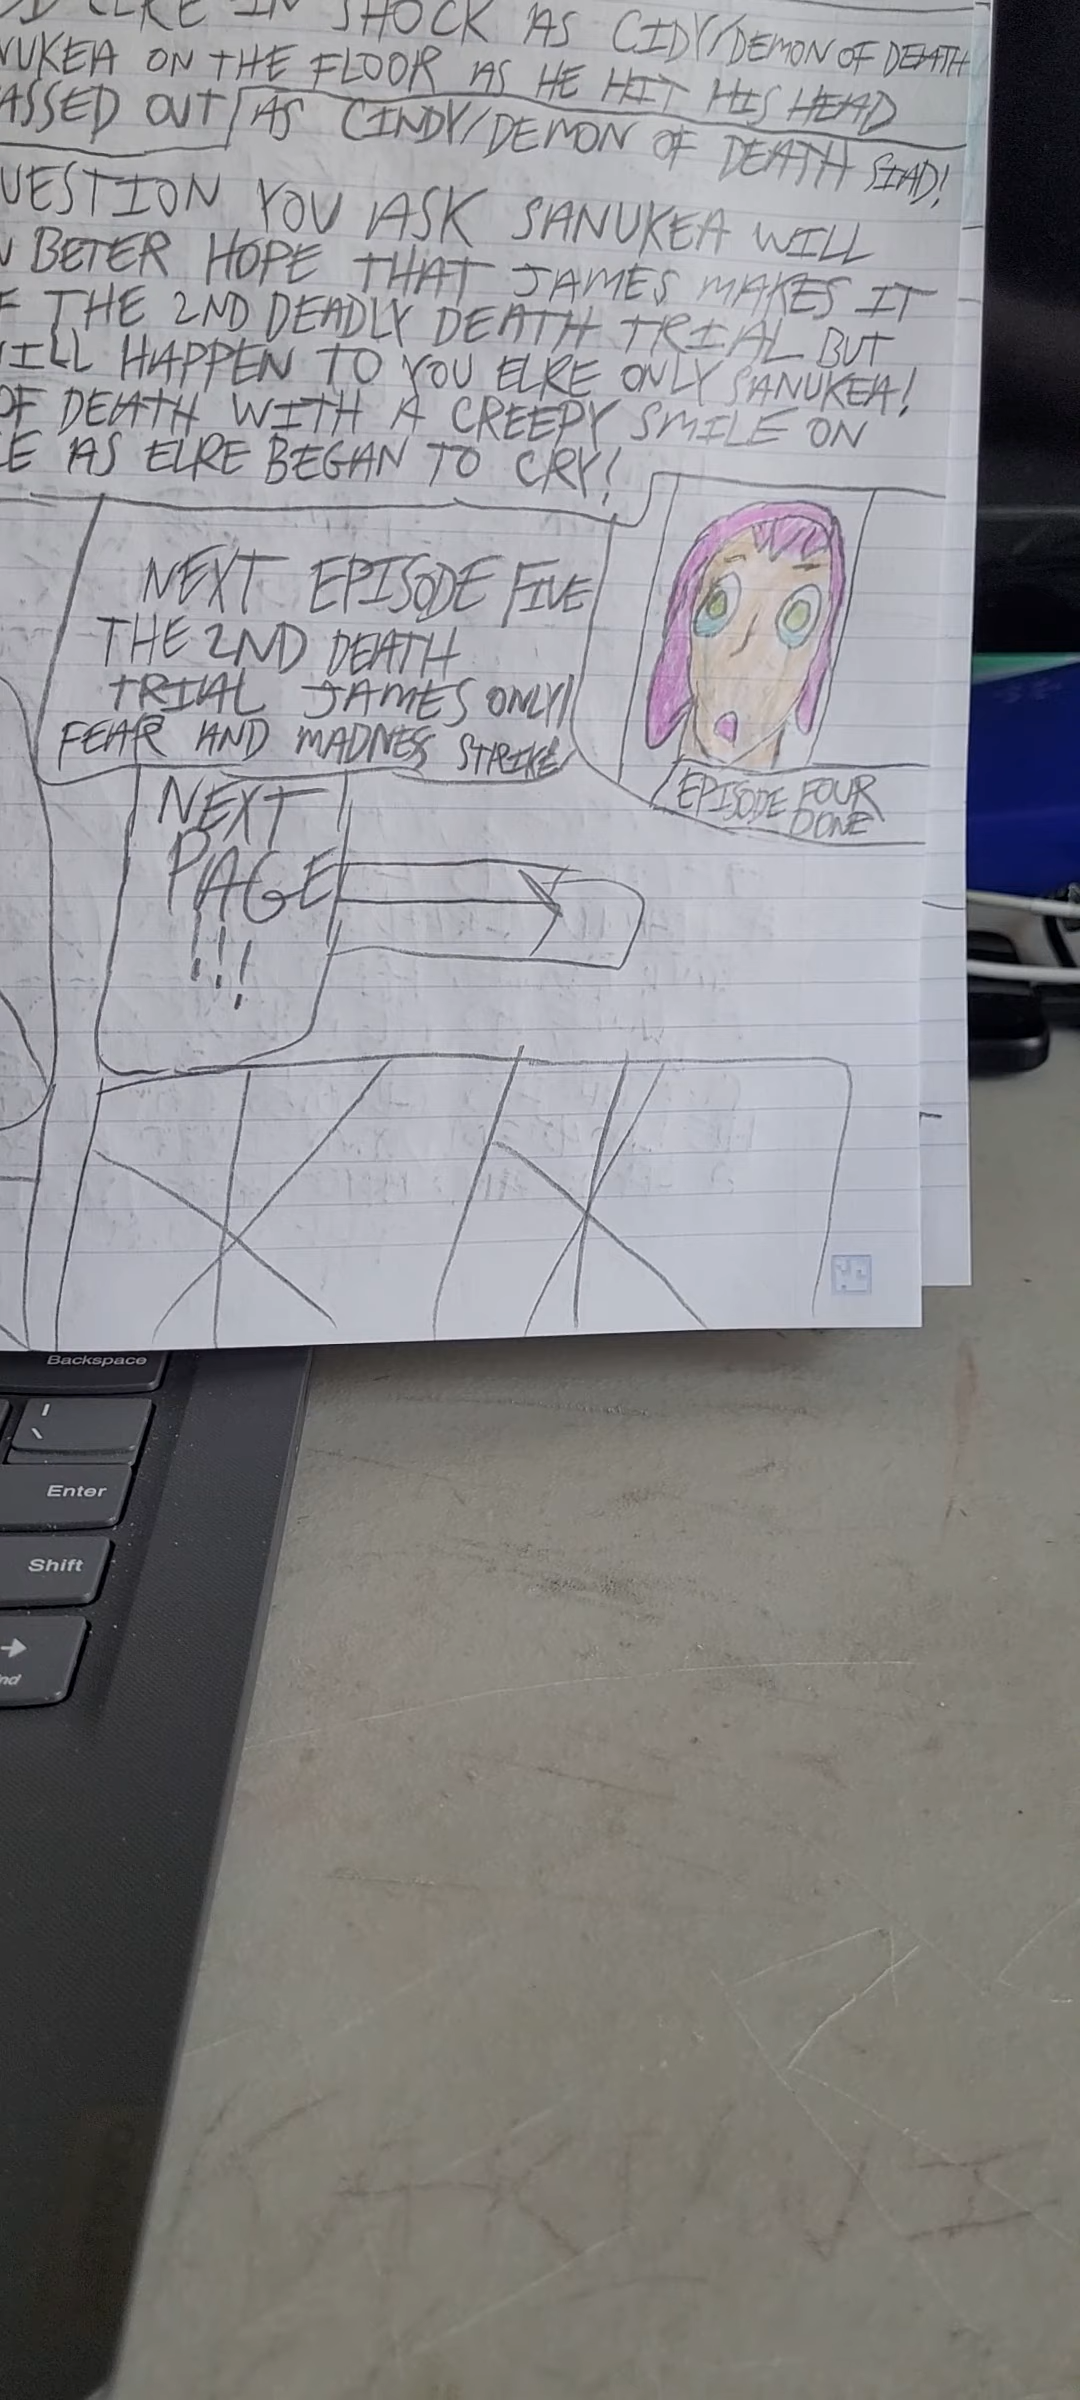 IN SHOCK AS CIDY/DEMON OF DEATH
NUKEA ON THE FLOOR AS HE HIT HIS HEAD
ASSED OUT/AS CINDY/DEMON OF DEATH SIAD!
UESTION YOU ASK SANUKEA WILL
BETER HOPE THAT JAMES MAKES IT
F THE 2ND DEADLY DEATH TRIAL BUT
ILL HAPPEN TO YOU ELRE ONLY SANUKEA!
OF DEATH WITH A CREEPY SMILE ON
E AS ELRE BEGAN TO CRY!
NEXT EPISODE FIVE
THE 2ND DEATH
TRIAL JAMES ONLY/
FEAR AND MADNESS STRIKE
EPISODE FOUR
DONE
NEXT
PAGE
!!!
Backspace
Enter
Shift